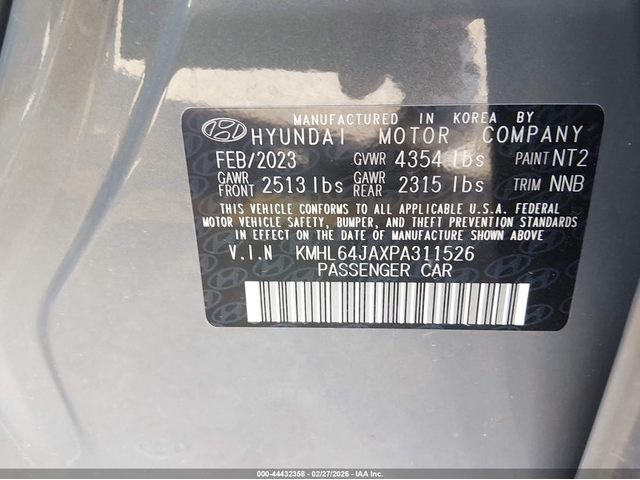 MANUFACTURED IN KOREA BY
HYUNDAI MOTOR COMPANY
FEB/2023 GVWR 4354 lbs PAINT NT2
GAWR FRONT 2513 lbs GAWR REAR 2315 lbs TRIM NNB
THIS VEHICLE CONFORMS TO ALL APPLICABLE U.S.A. FEDERAL
MOTOR VEHICLE SAFETY, BUMPER, AND THEFT PREVENTION STANDARDS
IN EFFECT ON THE DATE OF MANUFACTURE SHOWN ABOVE
V.I.N KMHL64JAXPA311526
PASSENGER CAR
000-44432358 - 02/27/2026 - IAA Inc.